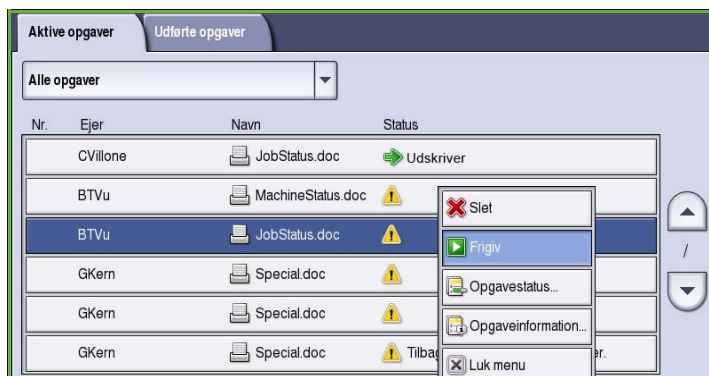 Aktive opgaver Udførte opgaver
Alle opgaver
Nr. Ejer Navn Status
CVillone JobStatus.doc Udskriver
BTVu MachineStatus.doc
Slet
BTVu JobStatus.doc
Frigiv
/
GKern Special.doc
Opgavestatus...
GKern Special.doc
Opgaveinformation...
GKern Special.doc
Luk menu